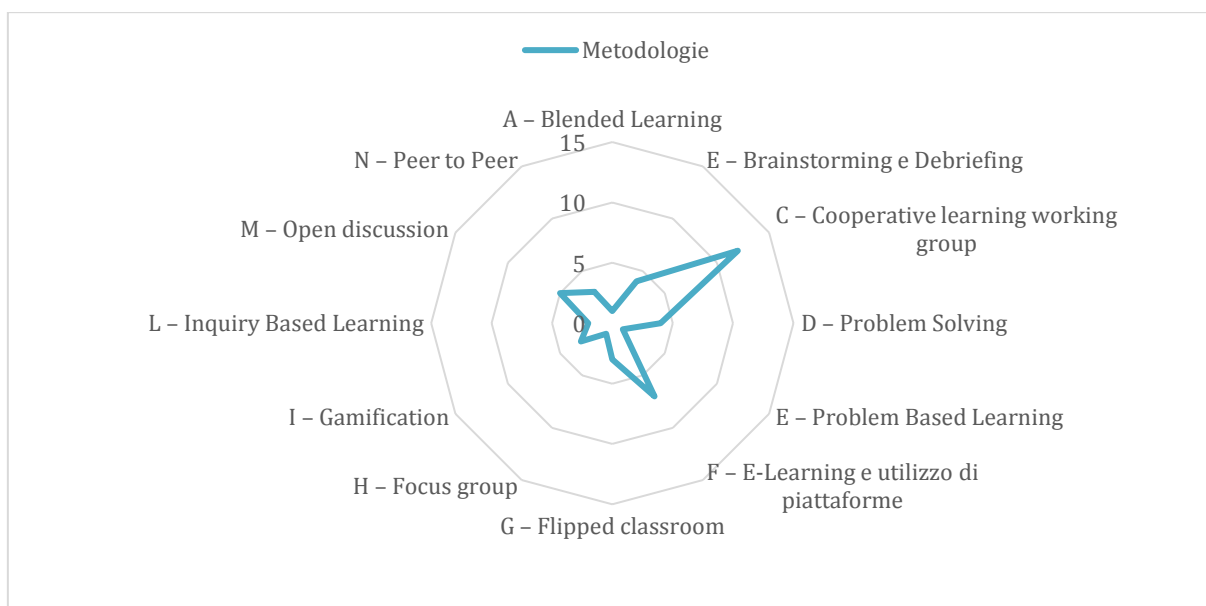 Metodologie
A – Blended Learning
15
N – Peer to Peer
E – Brainstorming e Debriefing
10
M – Open discussion
C – Cooperative learning working
group
5
L – Inquiry Based Learning
0
D – Problem Solving
I – Gamification
E – Problem Based Learning
H – Focus group
F – E-Learning e utilizzo di
piattaforme
G – Flipped classroom